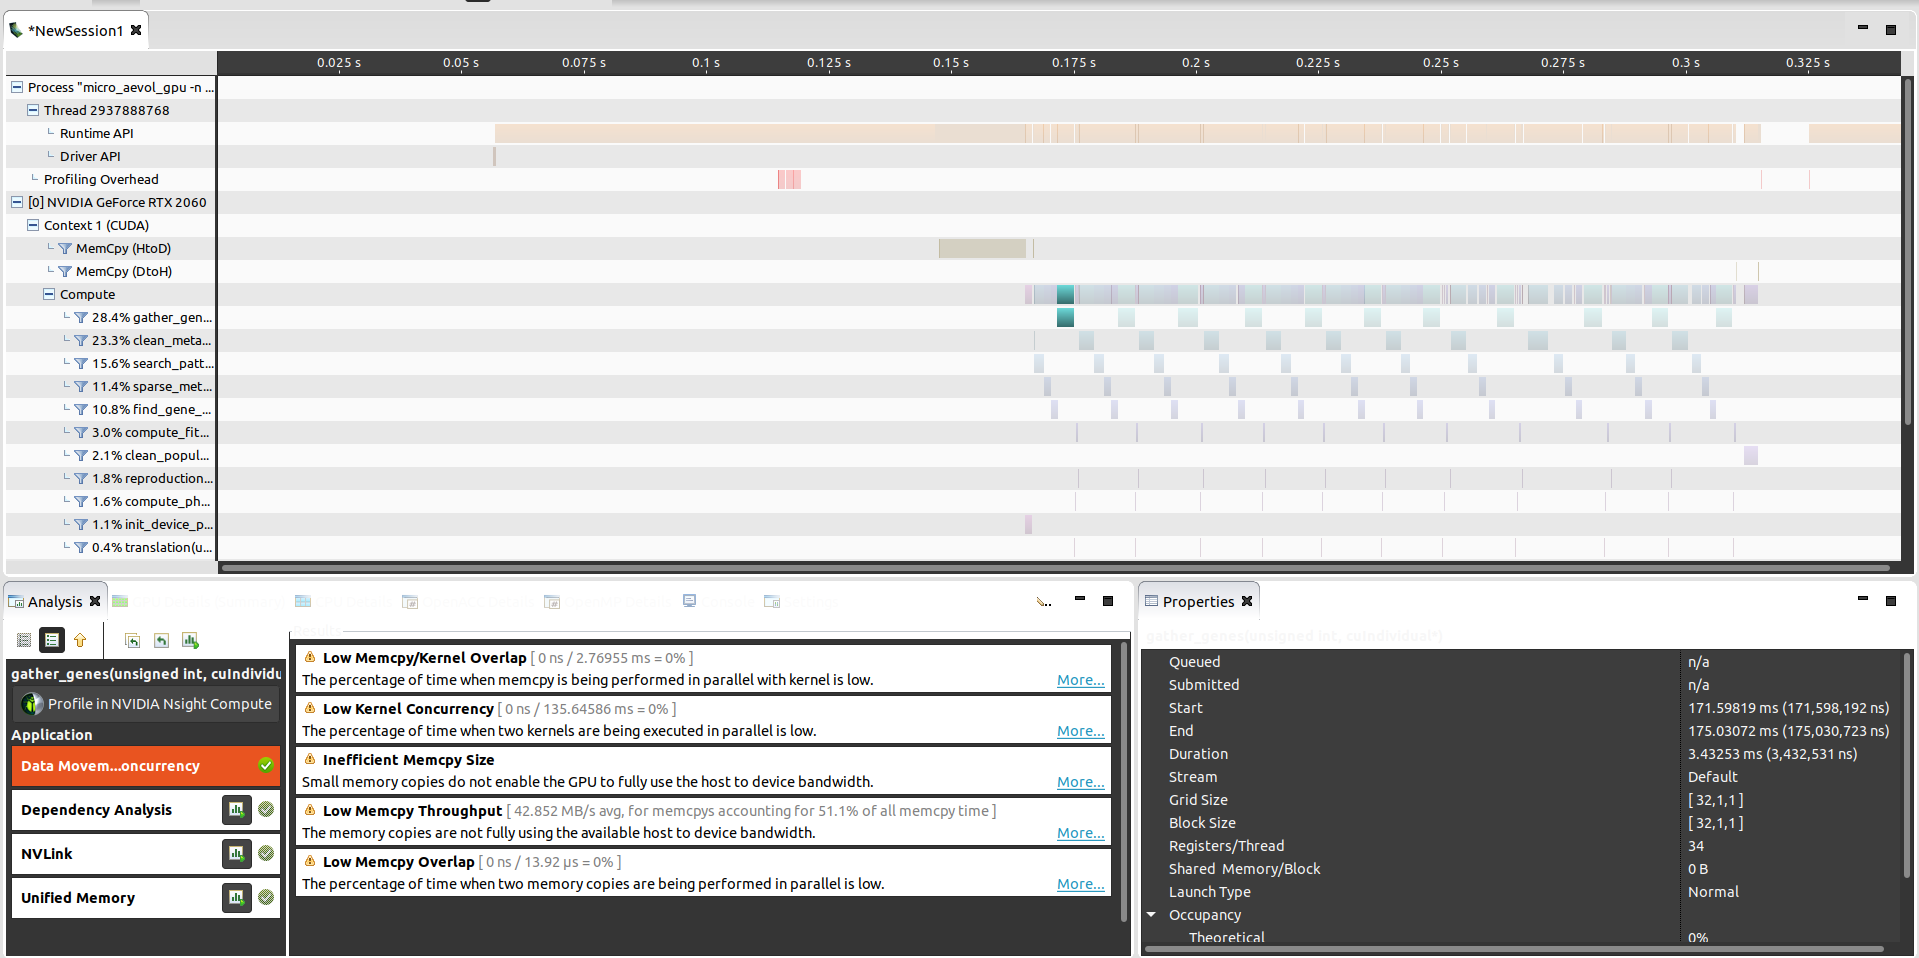 *NewSession1
0.025 s 0.05 s 0.075 s 0.1 s 0.125 s 0.15 s 0.175 s 0.2 s 0.225 s 0.25 s 0.275 s 0.3 s 0.325 s
Process "micro_aevol_gpu -n ...
Thread 2937888768
Runtime API
Driver API
Profiling Overhead
[0] NVIDIA GeForce RTX 2060
Context 1 (CUDA)
MemCpy (HtoD)
MemCpy (DtoH)
Compute
28.4% gather_gen...
23.3% clean_meta...
15.6% search_patt...
11.4% sparse_met...
10.8% find_gene_...
3.0% compute_fit...
2.1% clean_popul...
1.8% reproduction...
1.6% compute_ph...
1.1% init_device_p...
0.4% translation(u...
Analysis
gather_genes(unsigned int, cuIndividu
Profile in NVIDIA Nsight Compute
Application
Data Movem...oncurrency
Dependency Analysis
NVLink
Unified Memory
Results
Low Memcpy/Kernel Overlap [ 0 ns / 2.76955 ms = 0% ]
The percentage of time when memcpy is being performed in parallel with kernel is low. More...
Low Kernel Concurrency [ 0 ns / 135.64586 ms = 0% ]
The percentage of time when two kernels are being executed in parallel is low. More...
Inefficient Memcpy Size
Small memory copies do not enable the GPU to fully use the host to device bandwidth. More...
Low Memcpy Throughput [ 42.852 MB/s avg, for memcpys accounting for 51.1% of all memcpy time ]
The memory copies are not fully using the available host to device bandwidth. More...
Low Memcpy Overlap [ 0 ns / 13.92 µs = 0% ]
The percentage of time when two memory copies are being performed in parallel is low. More...
Properties
gather_genes(unsigned int, cuIndividual*)
Queued n/a
Submitted n/a
Start 171.59819 ms (171,598,192 ns)
End 175.03072 ms (175,030,723 ns)
Duration 3.43253 ms (3,432,531 ns)
Stream Default
Grid Size [ 32,1,1 ]
Block Size [ 32,1,1 ]
Registers/Thread 34
Shared Memory/Block 0 B
Launch Type Normal
Occupancy
Theoretical 0%